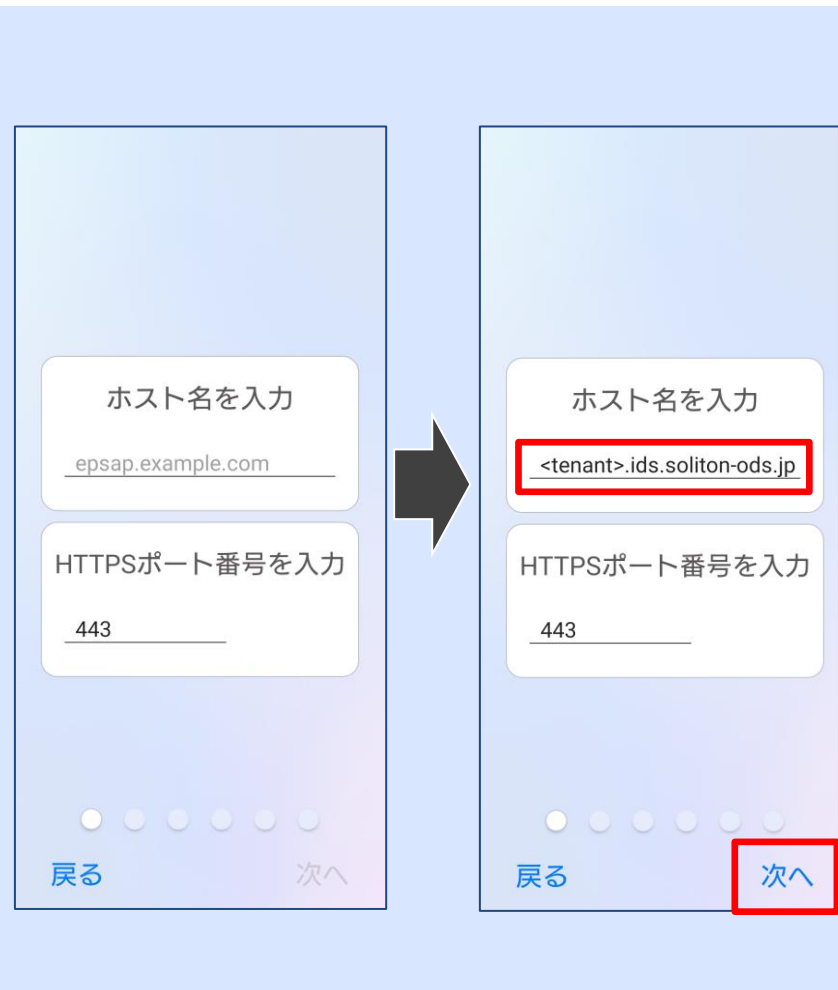 ホスト名を入力
epsap.example.com
HTTPSポート番号を入力
443
戻る
次へ
ホスト名を入力
<tenant>.ids.soliton-ods.jp
HTTPSポート番号を入力
443
戻る
次へ